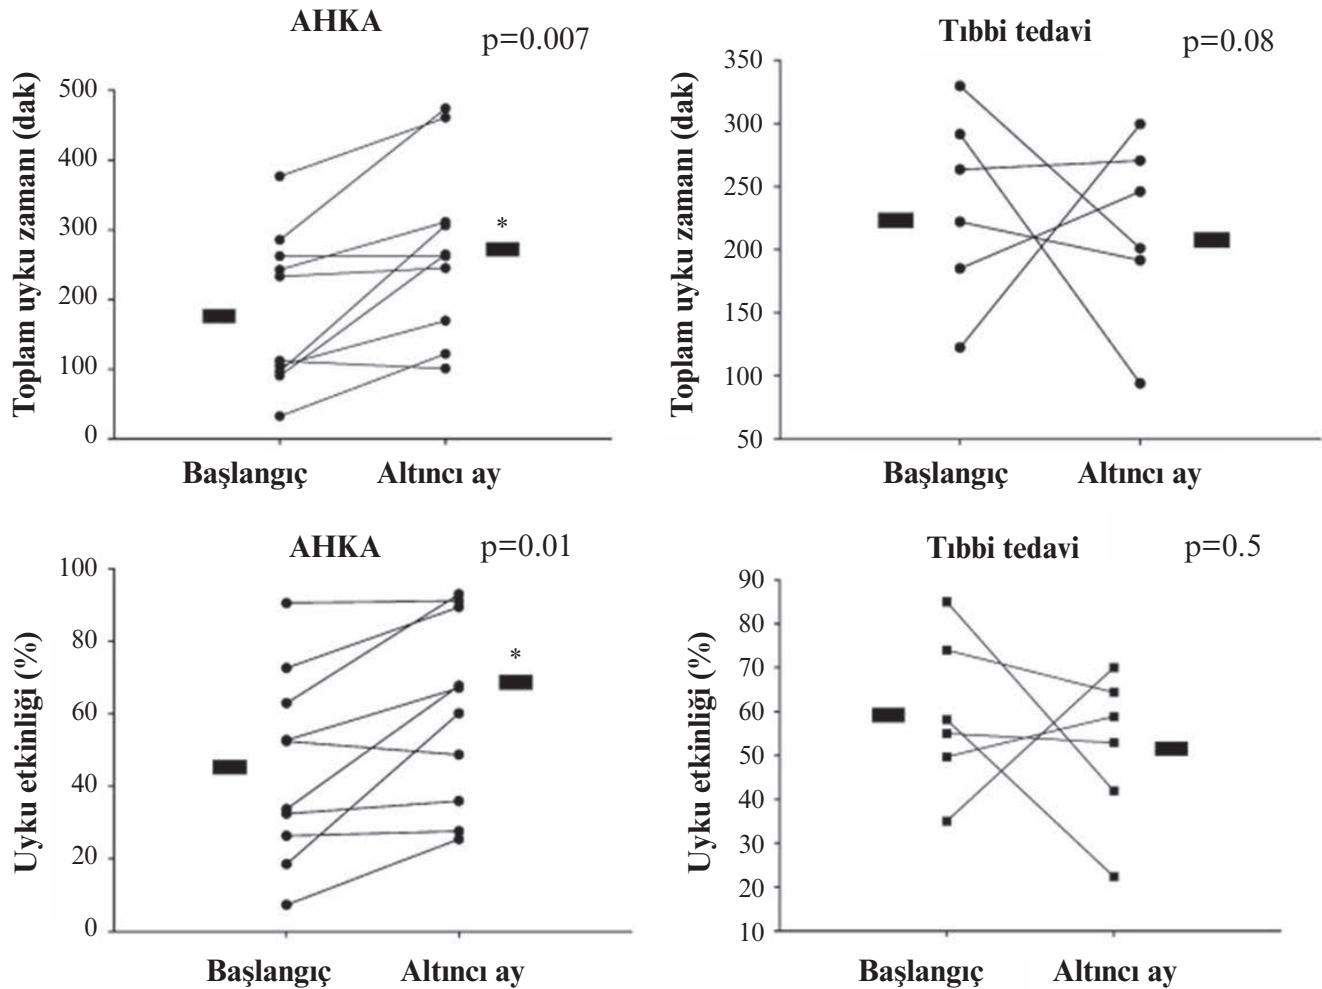 AHKA
p=0.007
Toplam uyku zamanı (dak)
500
400
300
200
100
0
*
Başlangıç
Altıncı ay
Tıbbi tedavi
p=0.08
Toplam uyku zamanı (dak)
350
300
250
200
150
100
50
Başlangıç
Altıncı ay
AHKA
p=0.01
Uyku etkinliği (%)
100
80
60
40
20
0
*
Başlangıç
Altıncı ay
Tıbbi tedavi
p=0.5
Uyku etkinliği (%)
90
80
70
60
50
40
30
20
10
Başlangıç
Altıncı ay